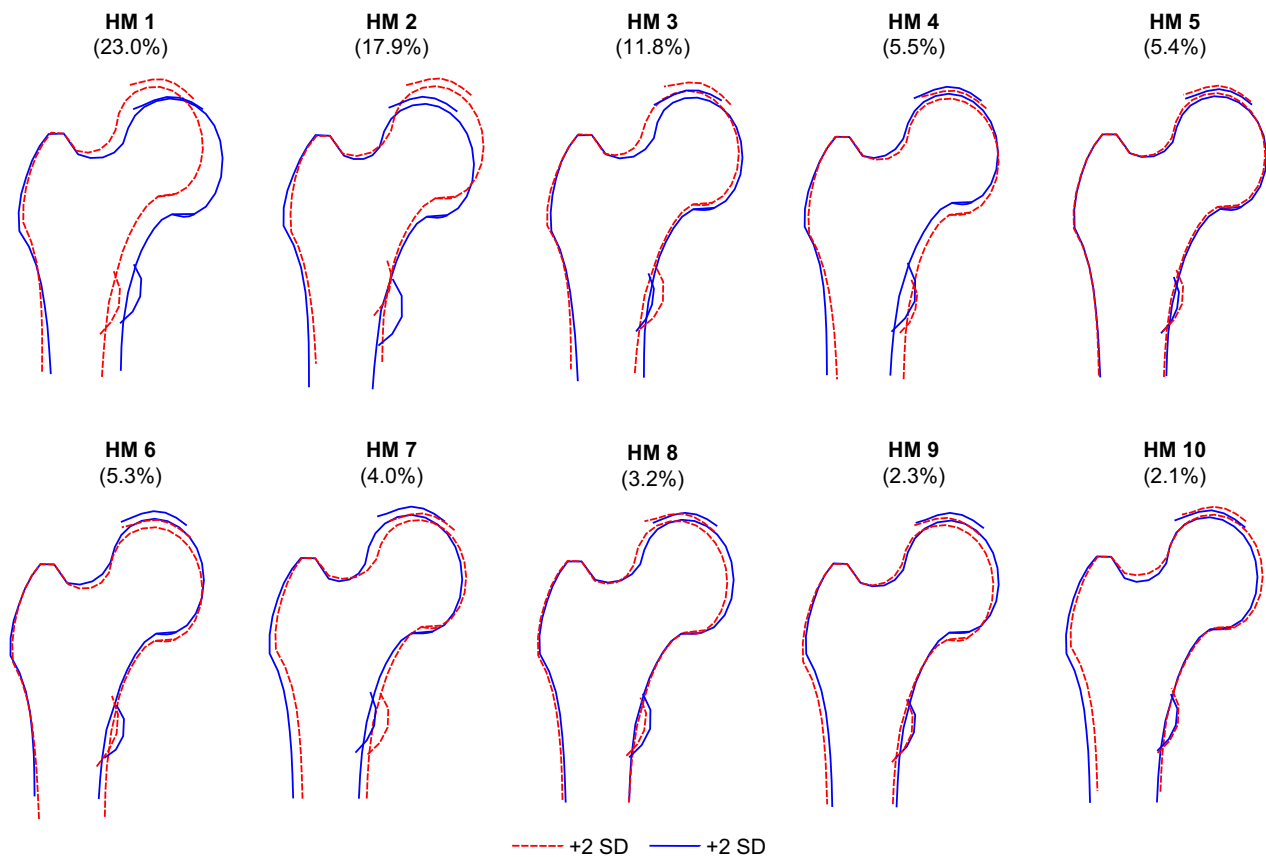 HM 1
(23.0%)
HM 2
(17.9%)
HM 3
(11.8%)
HM 4
(5.5%)
HM 5
(5.4%)
HM 6
(5.3%)
HM 7
(4.0%)
HM 8
(3.2%)
HM 9
(2.3%)
HM 10
(2.1%)
+2 SD
+2 SD